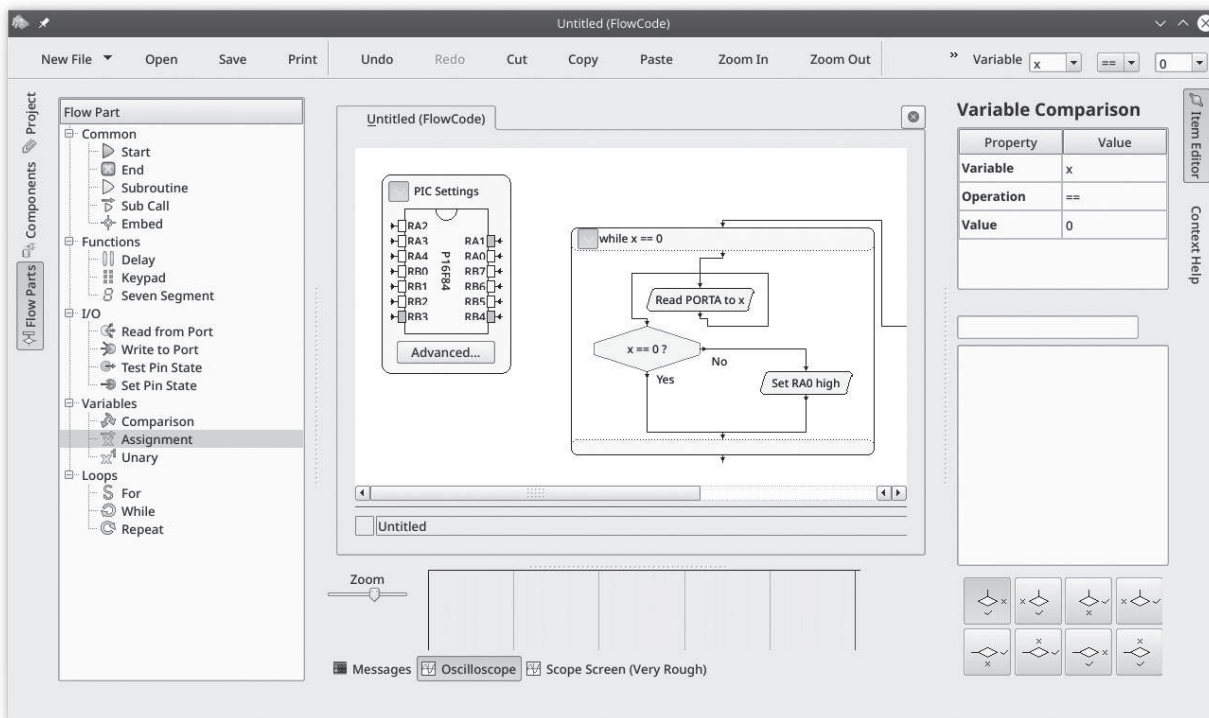 Untitled (FlowCode)
New File Open Save Print Undo Redo Cut Copy Paste Zoom In Zoom Out » Variable x == 0
Project
Components
Flow Parts
Flow Part
Common
Start
End
Subroutine
Sub Call
Embed
Functions
Delay
Keypad
Seven Segment
I/O
Read from Port
Write to Port
Test Pin State
Set Pin State
Variables
Comparison
Assignment
Unary
Loops
For
While
Repeat
Untitled (FlowCode)
PIC Settings
RA2
RA3 RA1
RA4 RA0
RB0 RB7
RB1 RB6
RB2 RB5
RB3 RB4
P16F84
Advanced...
while x == 0
Read PORTA to x
x == 0 ?
No
Yes
Set RA0 high
Untitled
Zoom
Messages Oscilloscope Scope Screen (Very Rough)
Variable Comparison
Property Value
Variable x
Operation ==
Value 0
Item Editor
Context Help